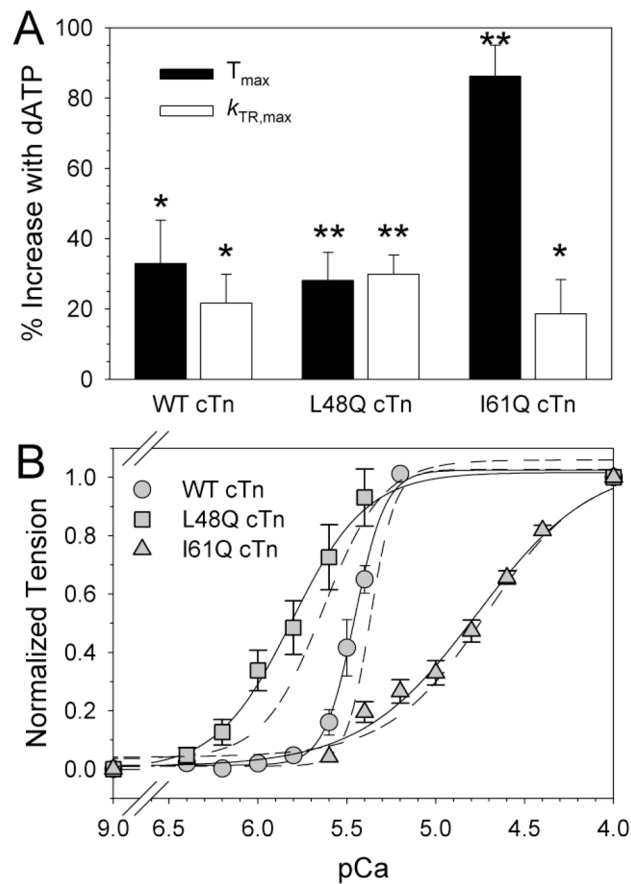 A
% Increase with dATP
100
80
60
40
20
0
Tmax
kTR,max
*
*
**
**
**
*
WT cTn
L48Q cTn
I61Q cTn
B
Normalized Tension
1.0
0.8
0.6
0.4
0.2
0.0
WT cTn
L48Q cTn
I61Q cTn
9.0
6.5
6.0
5.5
5.0
4.5
4.0
pCa